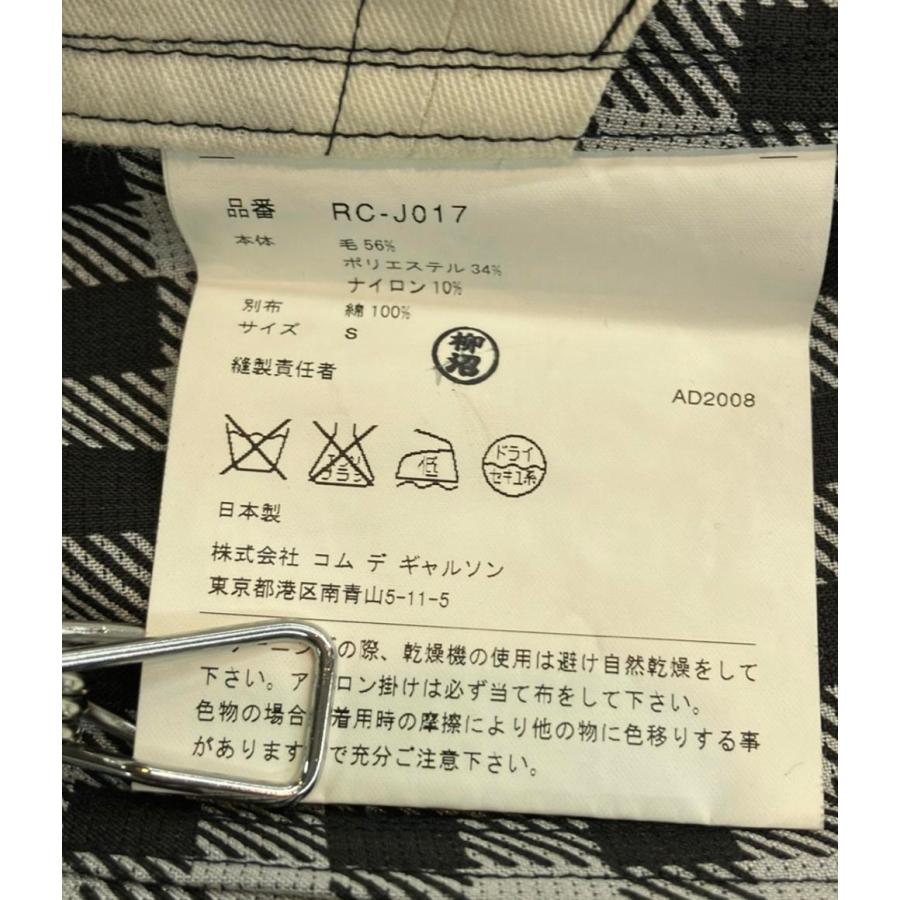 品番 RC-J017
本体 毛 56%
ポリエステル 34%
ナイロン 10%
別布 綿 100%
サイズ S
柳沼
縫製責任者
AD2008
低
ドライ
セキユ系
日本製
株式会社 コム デ ギャルソン
東京都港区南青山5-11-5
の際、乾燥機の使用は避け自然乾燥をして
下さい。ア ロン掛けは必ず当て布をして下さい。
色物の場合 着用時の摩擦により他の物に色移りする事
があります で充分ご注意下さい。